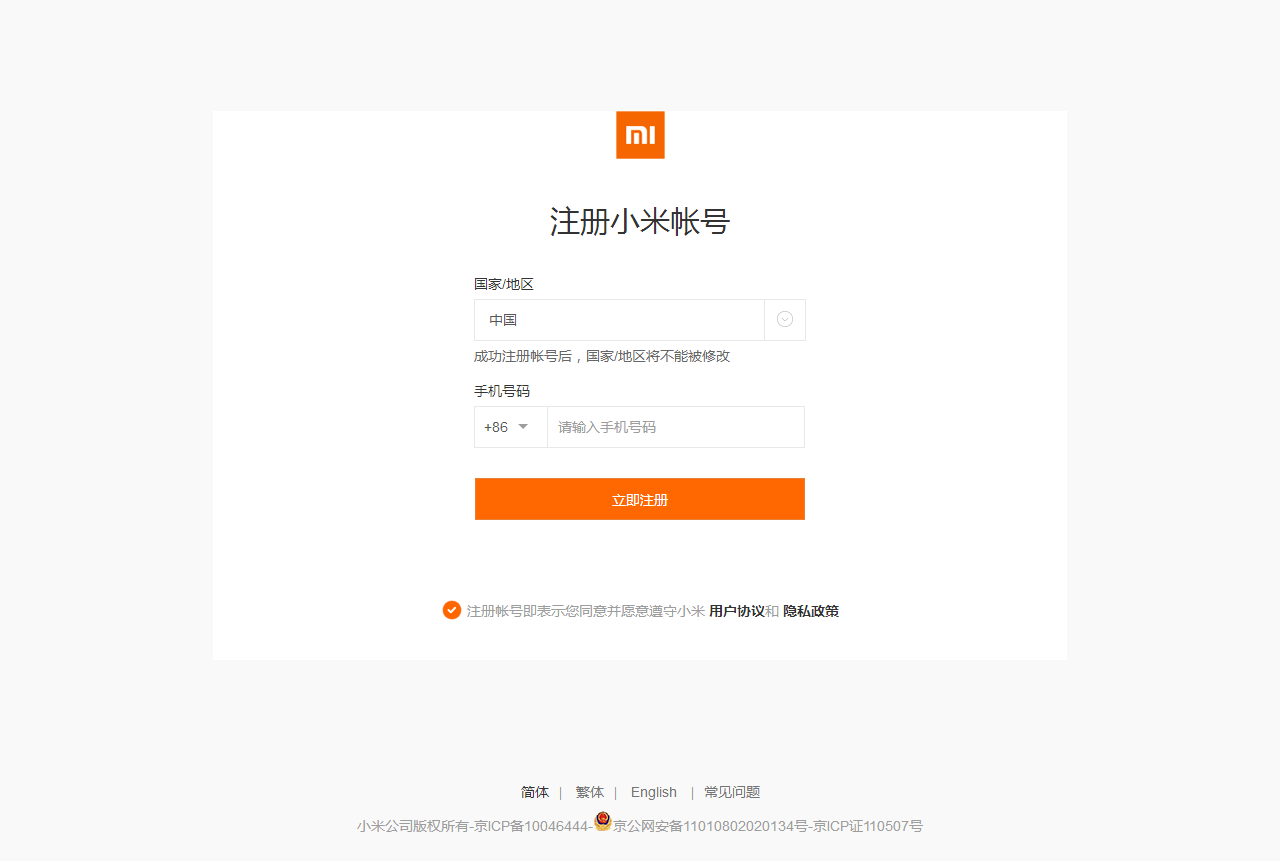 mi
注册小米帐号
国家/地区
中国
成功注册帐号后，国家/地区将不能被修改
手机号码
+86 请输入手机号码
立即注册
注册帐号即表示您同意并愿意遵守小米 用户协议和 隐私政策
简体 | 繁体 | English | 常见问题
小米公司版权所有-京ICP备10046444-京公网安备11010802020134号-京ICP证110507号